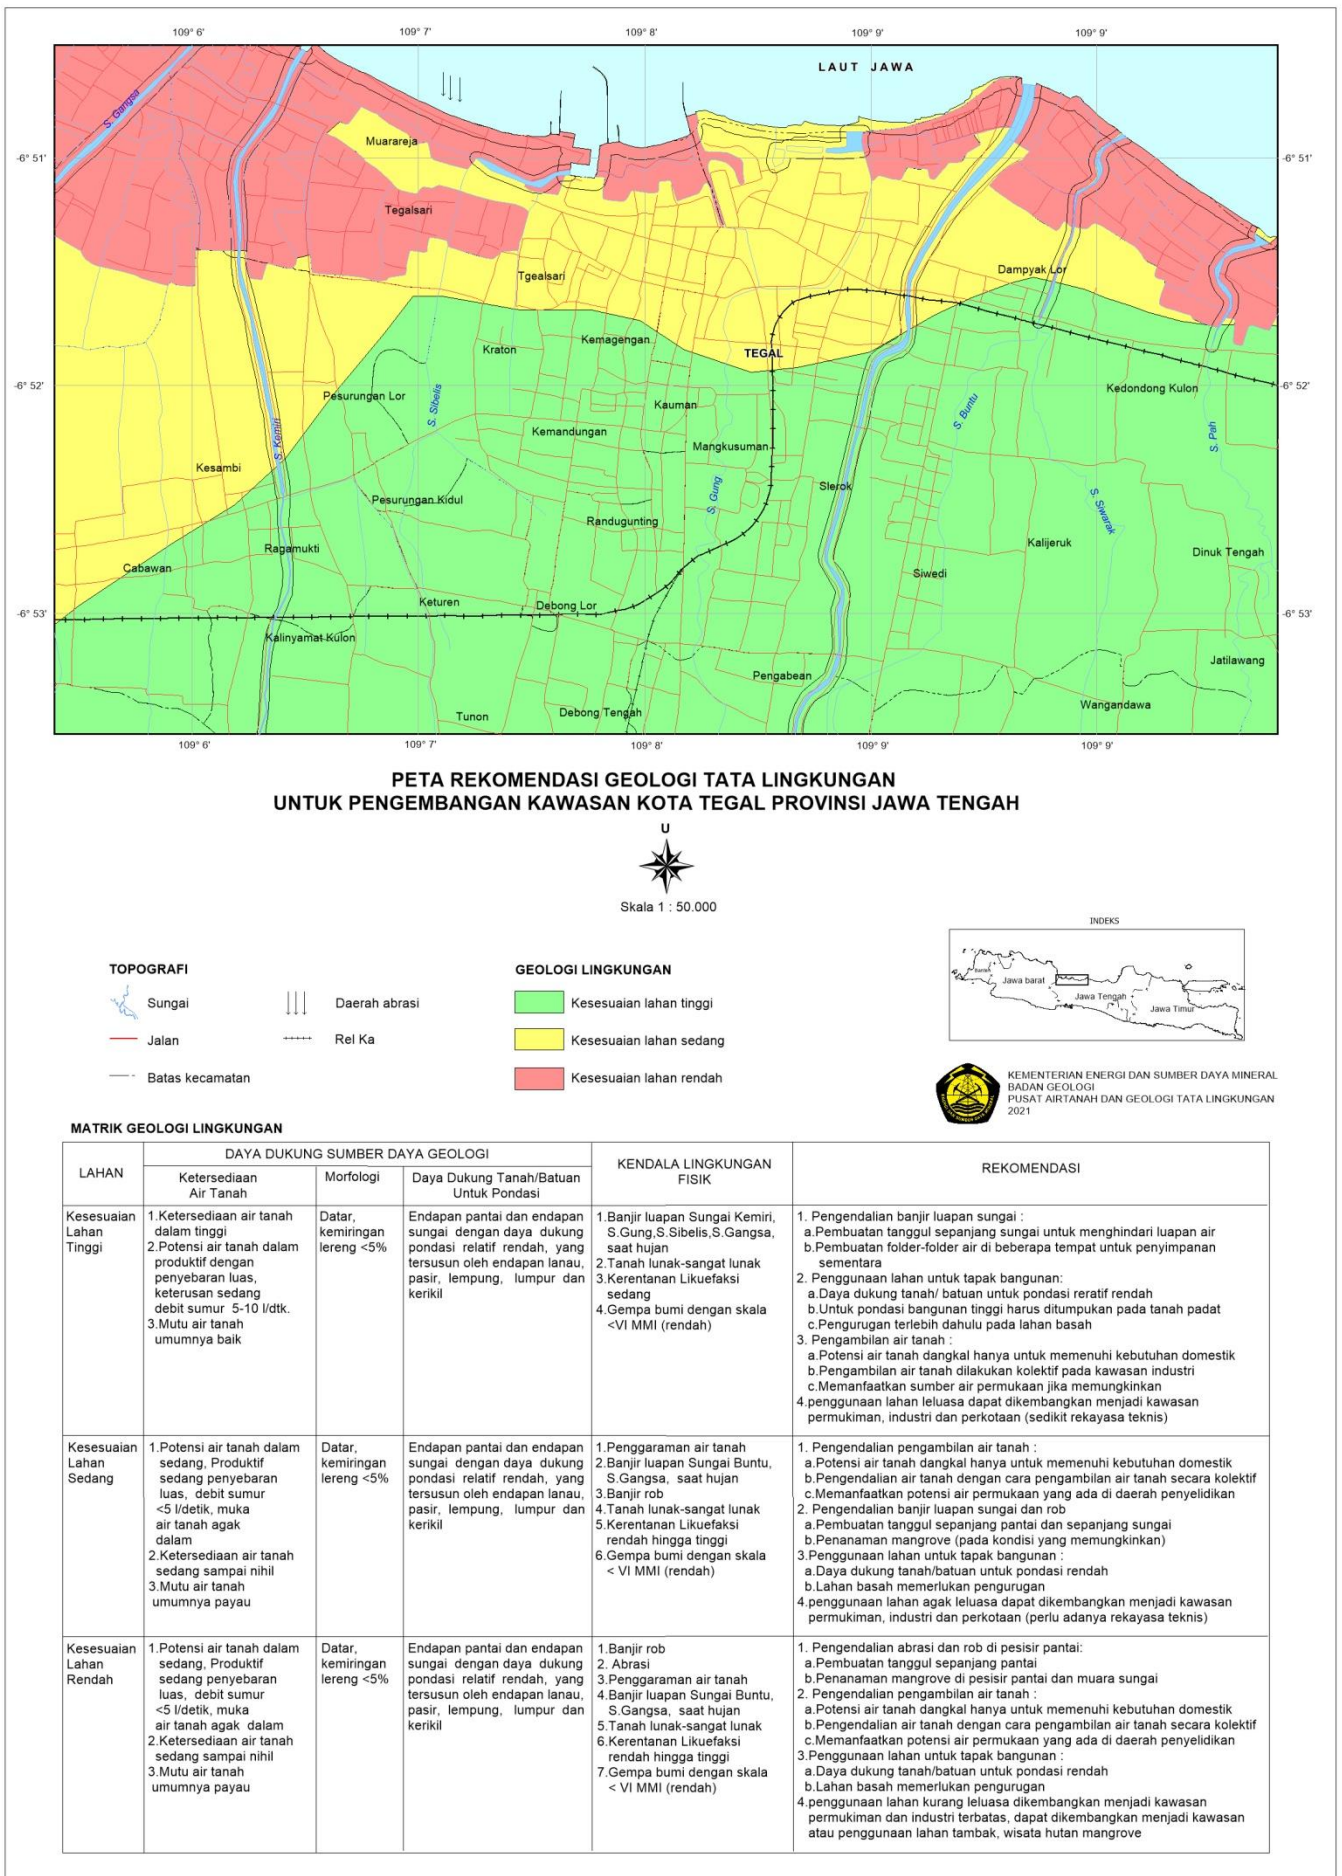 109° 6'
109° 7'
109° 8'
109° 9'
109° 9'
LAUT JAWA
S. Gangsa
Muarareja
-6° 51'
-6° 51'
Tegalsari
Tgealsari
Dampyak Lor
Kemagengan
Kraton
TEGAL
-6° 52'
-6° 52'
Pesurungan Lor
S. Sibelis
Kauman
Kedondong Kulon
S. Buntu
S. Kemiri
Kemandungan
Mangkusuman
S. Pah
Kesambi
Slerok
S. Gung
Pesurungan Kidul
S. Siwarak
Randugunting
Ragamukti
Kalijeruk
Dinuk Tengah
Cabawan
Siwedi
Keturen
Debong Lor
-6° 53'
-6° 53'
Kalinyamat Kulon
Jatilawang
Pengabean
Wangandawa
Tunon
Debong Tengah
109° 6'
109° 7'
109° 8'
109° 9'
109° 9'
PETA REKOMENDASI GEOLOGI TATA LINGKUNGAN
UNTUK PENGEMBANGAN KAWASAN KOTA TEGAL PROVINSI JAWA TENGAH
U
Skala 1 : 50.000
INDEKS
Banten
Jawa barat
Jawa Tengah
Jawa Timur
TOPOGRAFI
Sungai
Daerah abrasi
Jalan
Rel Ka
Batas kecamatan
GEOLOGI LINGKUNGAN
Kesesuaian lahan tinggi
Kesesuaian lahan sedang
Kesesuaian lahan rendah
KEMENTERIAN ENERGI DAN SUMBER DAYA MINERAL
BADAN GEOLOGI
PUSAT AIRTANAH DAN GEOLOGI TATA LINGKUNGAN
2021
MATRIK GEOLOGI LINGKUNGAN
LAHAN
DAYA DUKUNG SUMBER DAYA GEOLOGI
Ketersediaan
Air Tanah
Morfologi
Daya Dukung Tanah/Batuan
Untuk Pondasi
KENDALA LINGKUNGAN
FISIK
REKOMENDASI
Kesesuaian
Lahan
Tinggi
1.Ketersediaan air tanah
dalam tinggi
2.Potensi air tanah dalam
produktif dengan
penyebaran luas,
keterusan sedang
debit sumur 5-10 l/dtk.
3.Mutu air tanah
umumnya baik
Datar,
kemiringan
lereng <5%
Endapan pantai dan endapan
sungai dengan daya dukung
pondasi relatif rendah, yang
tersusun oleh endapan lanau,
pasir, lempung, lumpur dan
kerikil
1.Banjir luapan Sungai Kemiri,
S.Gung,S.Sibelis,S.Gangsa,
saat hujan
2.Tanah lunak-sangat lunak
3.Kerentanan Likuefaksi
sedang
4.Gempa bumi dengan skala
<VI MMI (rendah)
1. Pengendalian banjir luapan sungai :
a.Pembuatan tanggul sepanjang sungai untuk menghindari luapan air
b.Pembuatan folder-folder air di beberapa tempat untuk penyimpanan
sementara
2. Penggunaan lahan untuk tapak bangunan:
a.Daya dukung tanah/ batuan untuk pondasi reratif rendah
b.Untuk pondasi bangunan tinggi harus ditumpukan pada tanah padat
c.Pengurugan terlebih dahulu pada lahan basah
3. Pengambilan air tanah :
a.Potensi air tanah dangkal hanya untuk memenuhi kebutuhan domestik
b.Pengambilan air tanah dilakukan kolektif pada kawasan industri
c.Memanfaatkan sumber air permukaan jika memungkinkan
4.penggunaan lahan leluasa dapat dikembangkan menjadi kawasan
permukiman, industri dan perkotaan (sedikit rekayasa teknis)
Kesesuaian
Lahan
Sedang
1.Potensi air tanah dalam
sedang, Produktif
sedang penyebaran
luas, debit sumur
<5 l/detik, muka
air tanah agak
dalam
2.Ketersediaan air tanah
sedang sampai nihil
3.Mutu air tanah
umumnya payau
Datar,
kemiringan
lereng <5%
Endapan pantai dan endapan
sungai dengan daya dukung
pondasi relatif rendah, yang
tersusun oleh endapan lanau,
pasir, lempung, lumpur dan
kerikil
1.Penggaraman air tanah
2.Banjir luapan Sungai Buntu,
S.Gangsa, saat hujan
3.Banjir rob
4.Tanah lunak-sangat lunak
5.Kerentanan Likuefaksi
rendah hingga tinggi
6.Gempa bumi dengan skala
< VI MMI (rendah)
1. Pengendalian pengambilan air tanah :
a.Potensi air tanah dangkal hanya untuk memenuhi kebutuhan domestik
b.Pengendalian air tanah dengan cara pengambilan air tanah secara kolektif
c.Memanfaatkan potensi air permukaan yang ada di daerah penyelidikan
2. Pengendalian banjir luapan sungai dan rob
a.Pembuatan tanggul sepanjang pantai dan sepanjang sungai
b.Penanaman mangrove (pada kondisi yang memungkinkan)
3.Penggunaan lahan untuk tapak bangunan :
a.Daya dukung tanah/batuan untuk pondasi rendah
b.Lahan basah memerlukan pengurugan
4.penggunaan lahan agak leluasa dapat dikembangkan menjadi kawasan
permukiman, industri dan perkotaan (perlu adanya rekayasa teknis)
Kesesuaian
Lahan
Rendah
1.Potensi air tanah dalam
sedang, Produktif
sedang penyebaran
luas, debit sumur
<5 l/detik, muka
air tanah agak dalam
2.Ketersediaan air tanah
sedang sampai nihil
3.Mutu air tanah
umumnya payau
Datar,
kemiringan
lereng <5%
Endapan pantai dan endapan
sungai dengan daya dukung
pondasi relatif rendah, yang
tersusun oleh endapan lanau,
pasir, lempung, lumpur dan
kerikil
1.Banjir rob
2. Abrasi
3.Penggaraman air tanah
4.Banjir luapan Sungai Buntu,
S.Gangsa, saat hujan
5.Tanah lunak-sangat lunak
6.Kerentanan Likuefaksi
rendah hingga tinggi
7.Gempa bumi dengan skala
< VI MMI (rendah)
1. Pengendalian abrasi dan rob di pesisir pantai:
a.Pembuatan tanggul sepanjang pantai
b.Penanaman mangrove di pesisir pantai dan muara sungai
2. Pengendalian pengambilan air tanah :
a.Potensi air tanah dangkal hanya untuk memenuhi kebutuhan domestik
b.Pengendalian air tanah dengan cara pengambilan air tanah secara kolektif
c.Memanfaatkan potensi air permukaan yang ada di daerah penyelidikan
3.Penggunaan lahan untuk tapak bangunan :
a.Daya dukung tanah/batuan untuk pondasi rendah
b.Lahan basah memerlukan pengurugan
4.penggunaan lahan kurang leluasa dikembangkan menjadi kawasan
permukiman dan industri terbatas, dapat dikembangkan menjadi kawasan
atau penggunaan lahan tambak, wisata hutan mangrove